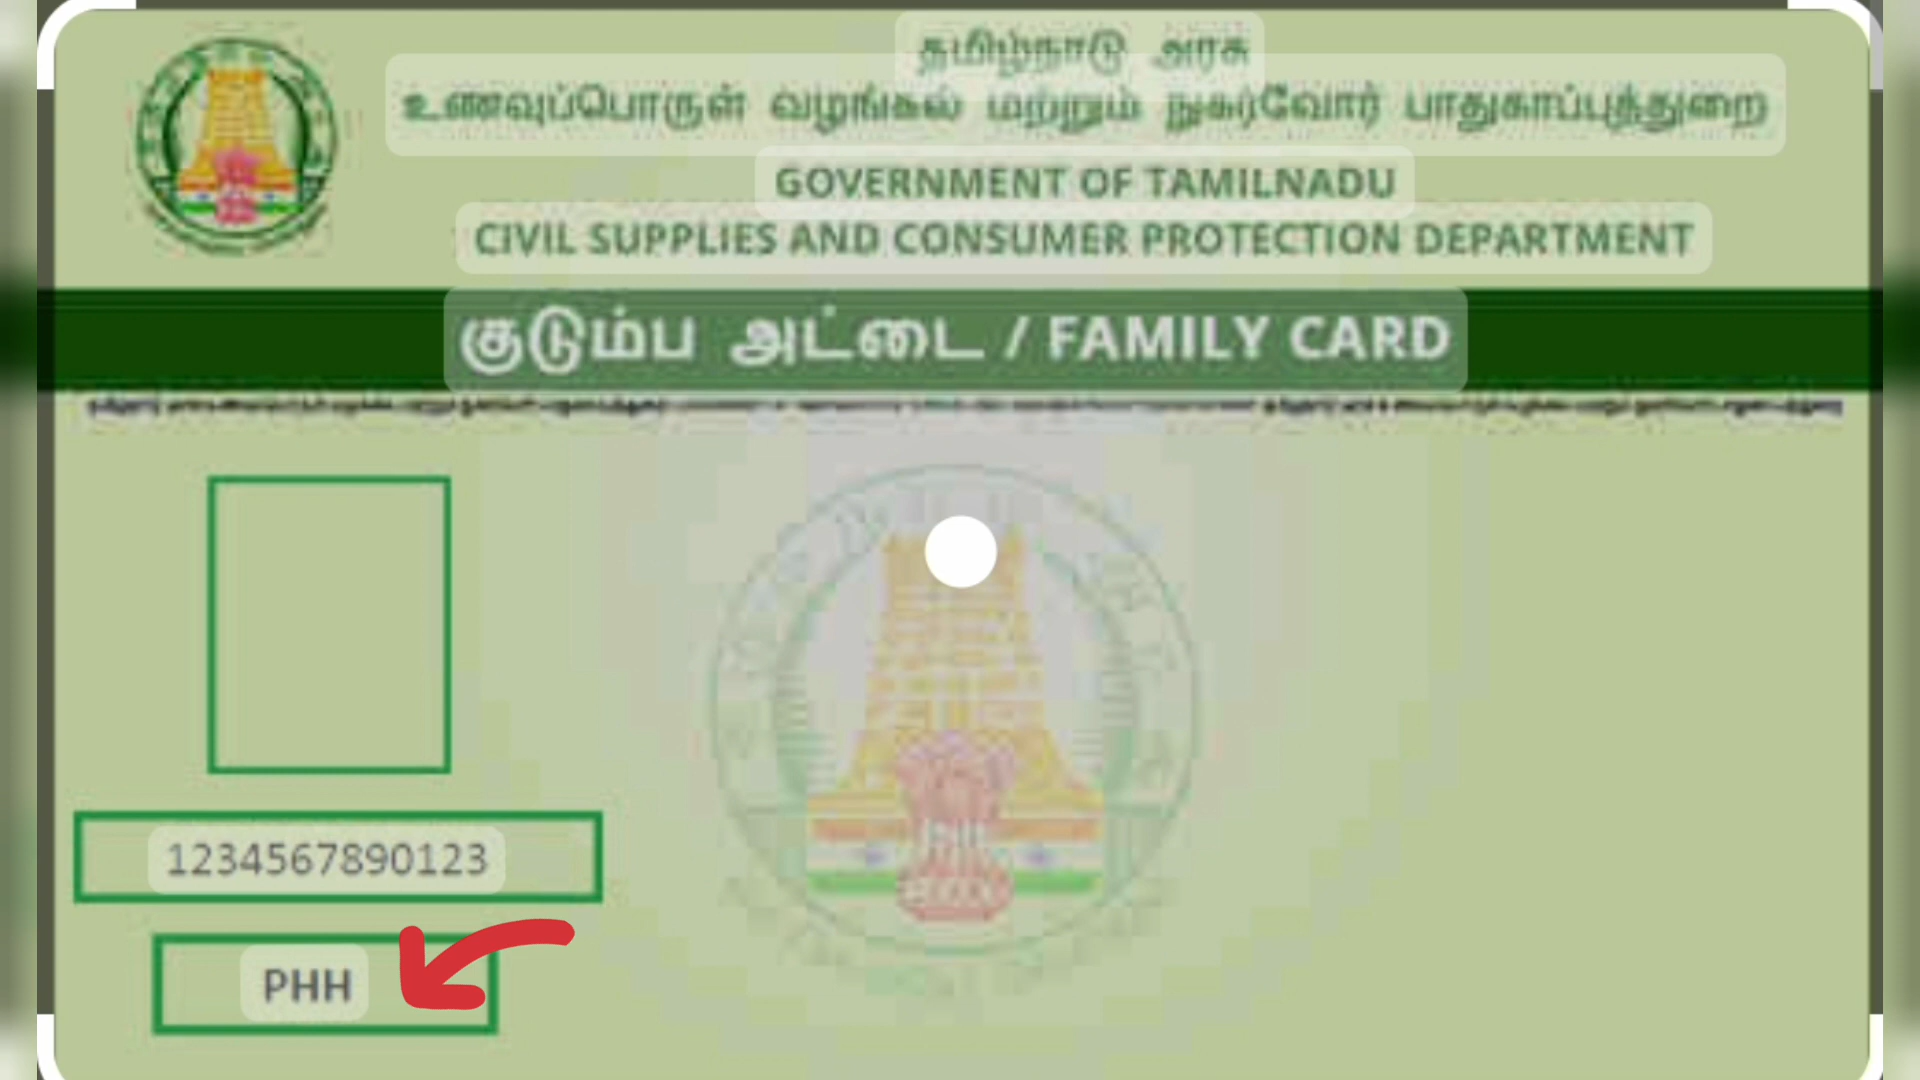 தமிழ்நாடு அரசு
உணவுப்பொருள் வழங்கல் மற்றும் நுகர்வோர் பாதுகாப்புத்துறை
GOVERNMENT OF TAMILNADU
CIVIL SUPPLIES AND CONSUMER PROTECTION DEPARTMENT
குடும்ப அட்டை / FAMILY CARD
1234567890123
PHH